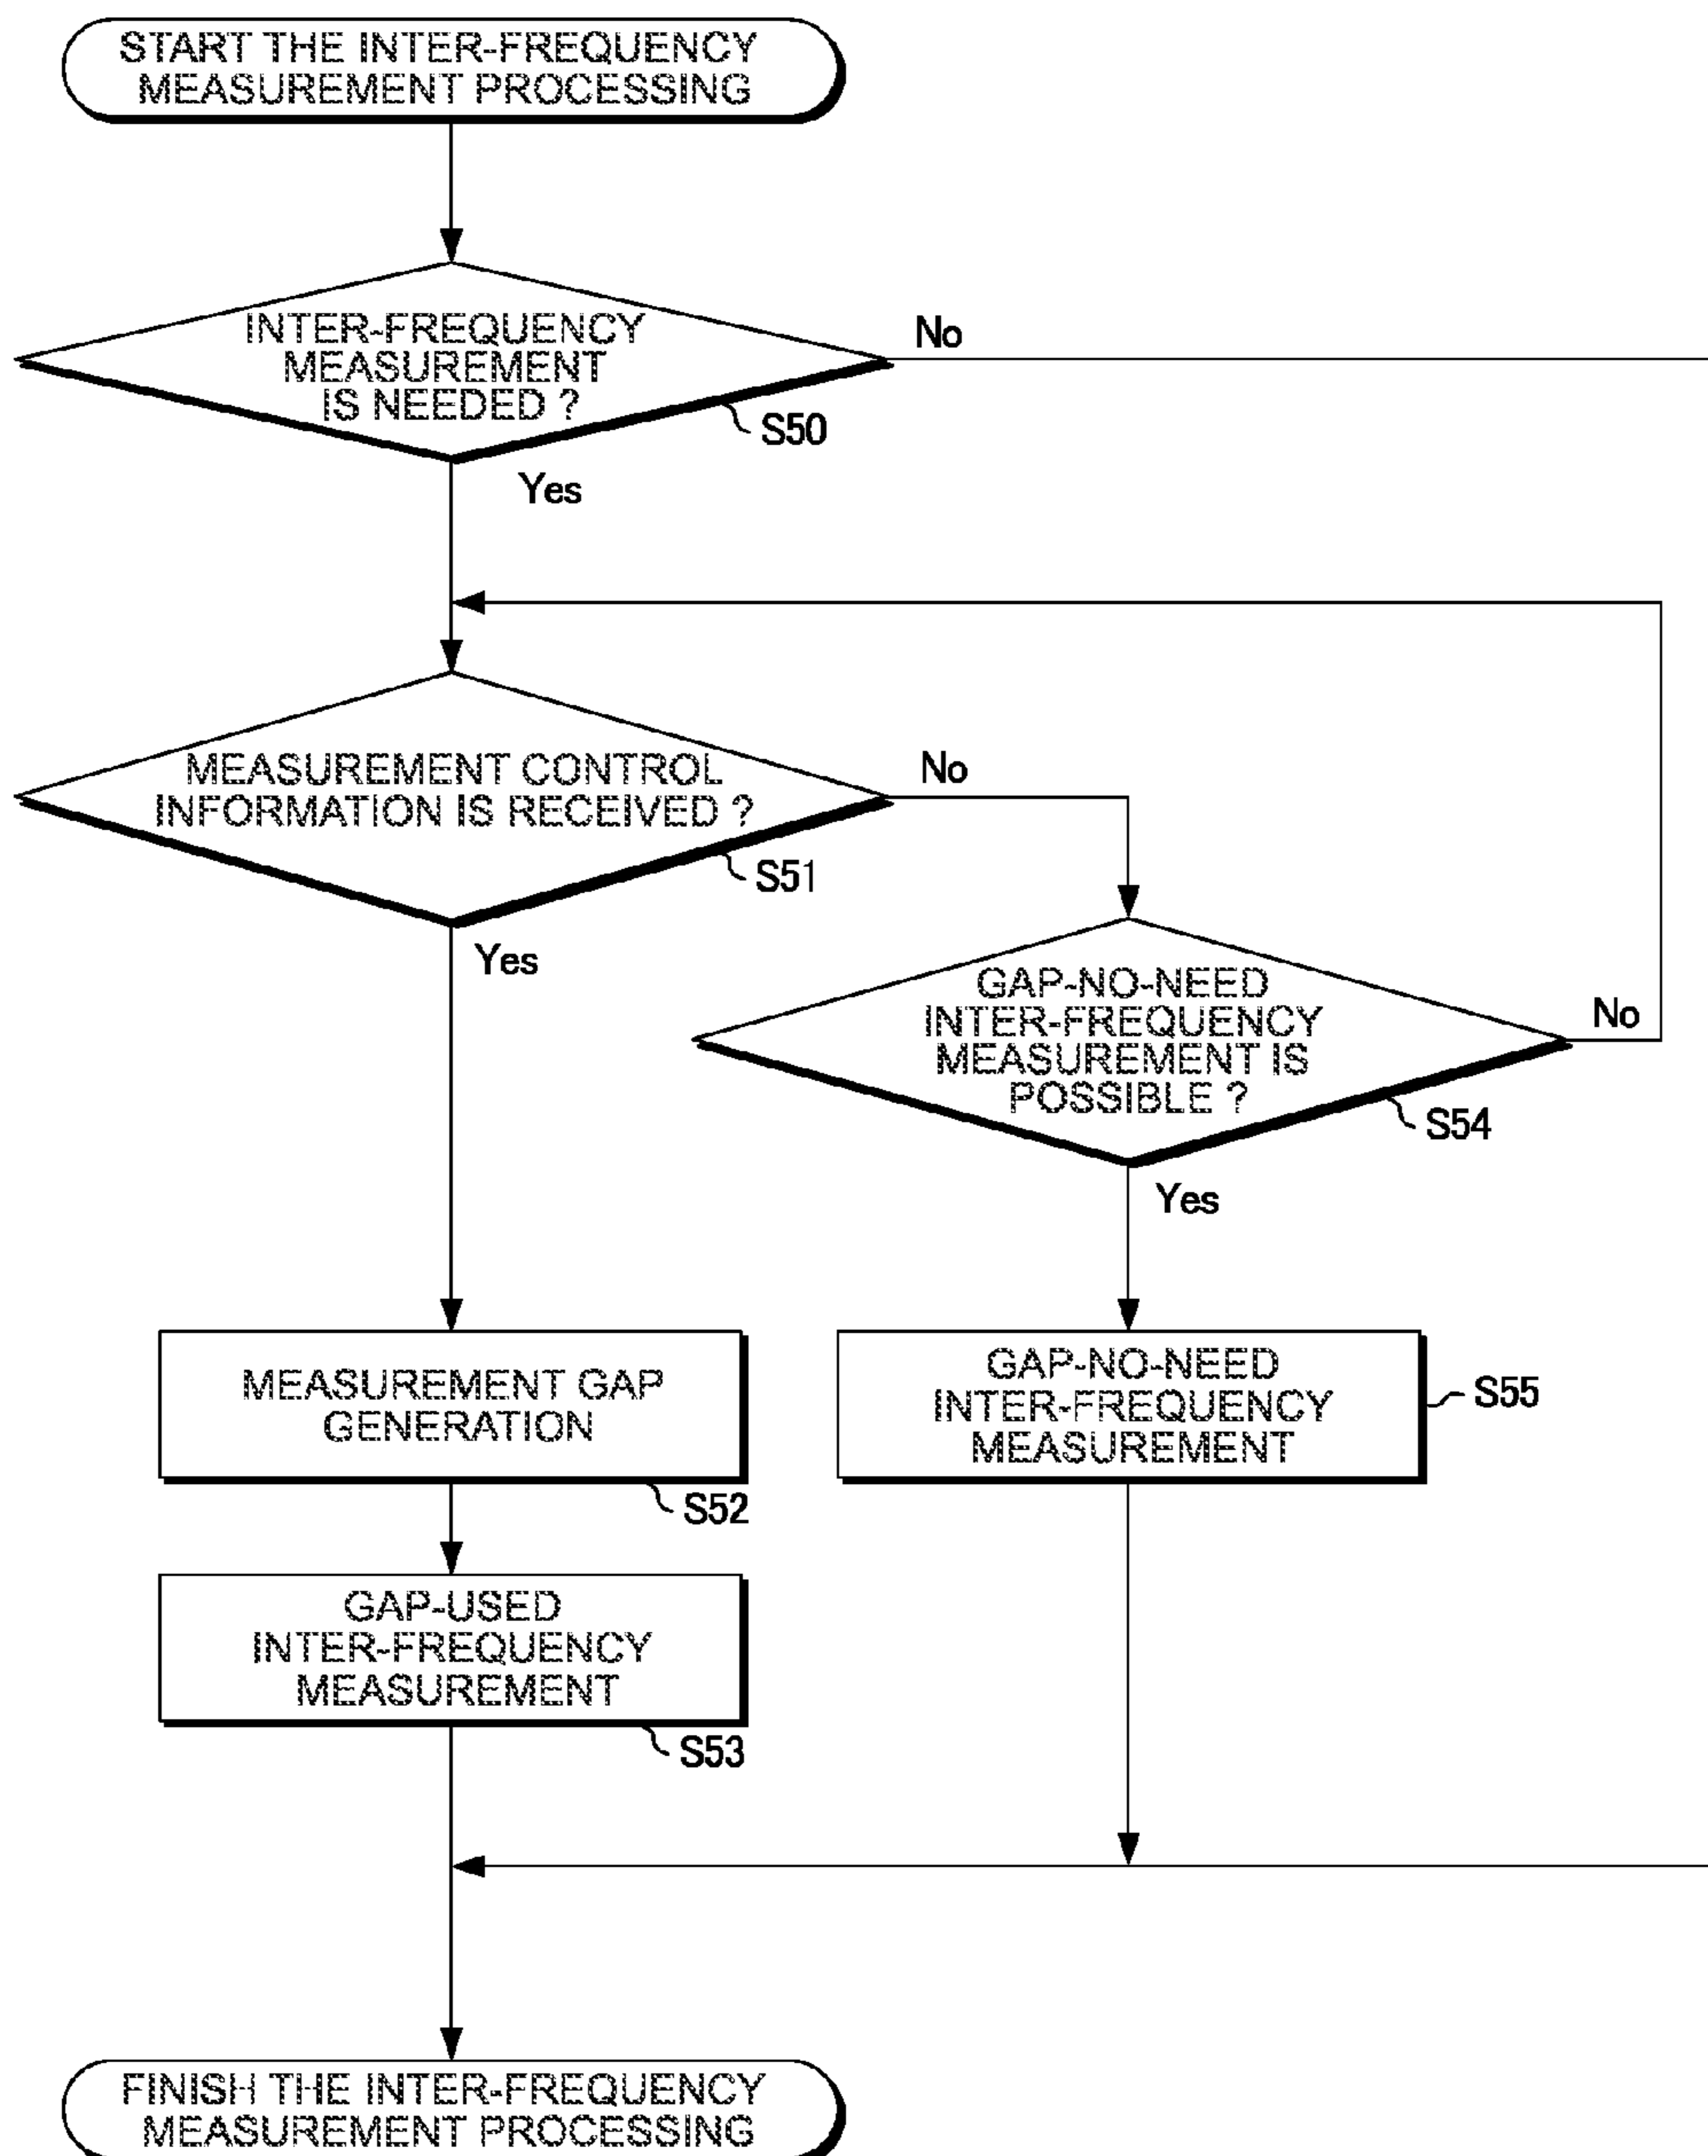 START THE INTER-FREQUENCY
MEASUREMENT PROCESSING
INTER-FREQUENCY
MEASUREMENT
IS NEEDED ?
No
S50
Yes
MEASUREMENT CONTROL
INFORMATION IS RECEIVED ?
No
S51
Yes
GAP-NO-NEED
INTER-FREQUENCY
MEASUREMENT IS
POSSIBLE ?
No
S54
Yes
MEASUREMENT GAP
GENERATION
S52
GAP-NO-NEED
INTER-FREQUENCY
MEASUREMENT
S55
GAP-USED
INTER-FREQUENCY
MEASUREMENT
S53
FINISH THE INTER-FREQUENCY
MEASUREMENT PROCESSING